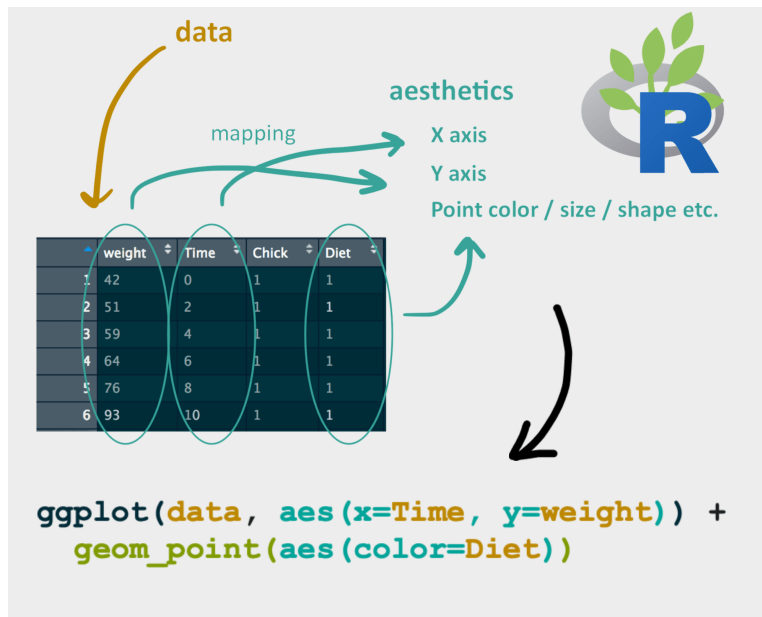 data
aesthetics
mapping
X axis
Y axis
Point color / size / shape etc.
R
weight Time Chick Diet
1 42 0 1 1
2 51 2 1 1
3 59 4 1 1
4 64 6 1 1
5 76 8 1 1
6 93 10 1 1
ggplot(data, aes(x=Time, y=weight)) +
geom_point(aes(color=Diet))